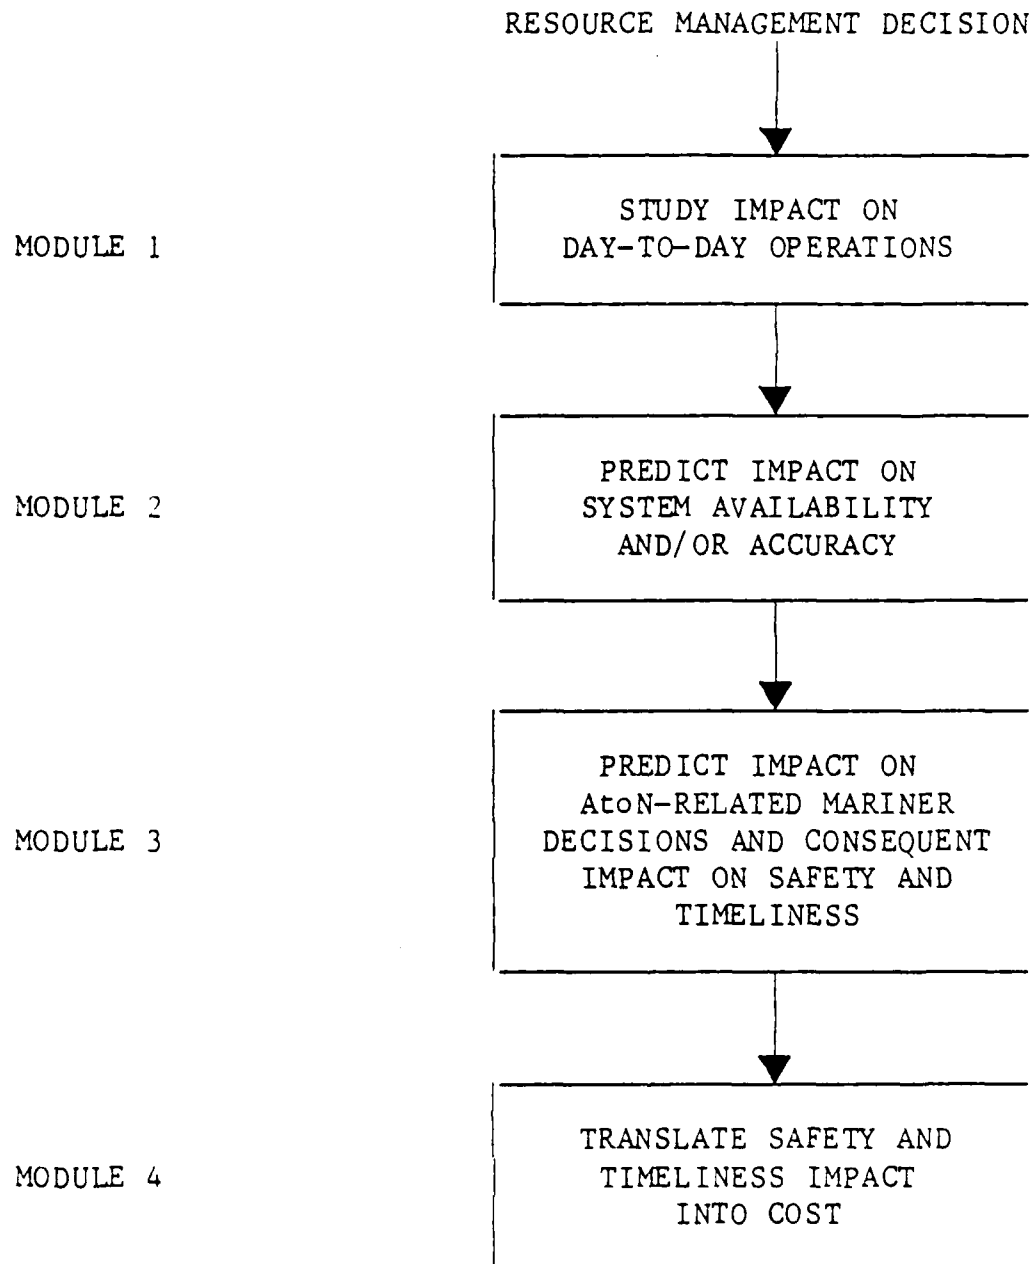 RESOURCE MANAGEMENT DECISION
STUDY IMPACT ON
MODULE 1
DAY-TO-DAY OPERATIONS
PREDICT IMPACT ON
MODULE 2
SYSTEM AVAILABILITY
AND/OR ACCURACY
PREDICT IMPACT ON
AtoN-RELATED MARINER
MODULE 3
DECISIONS AND CONSEQUENT
IMPACT ON SAFETY AND
TIMELINESS
TRANSLATE SAFETY AND
MODULE 4
TIMELINESS IMPACT
INTO COST